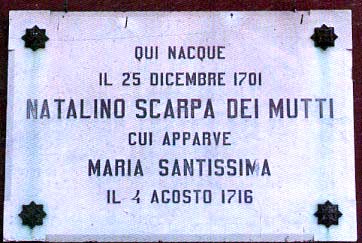 QUI NACQUE
IL 25 DICEMBRE 1701
NATALINO SCARPA DEI MUTTI
CUI APPARVE
MARIA SANTISSIMA
IL 4 AGOSTO 1716